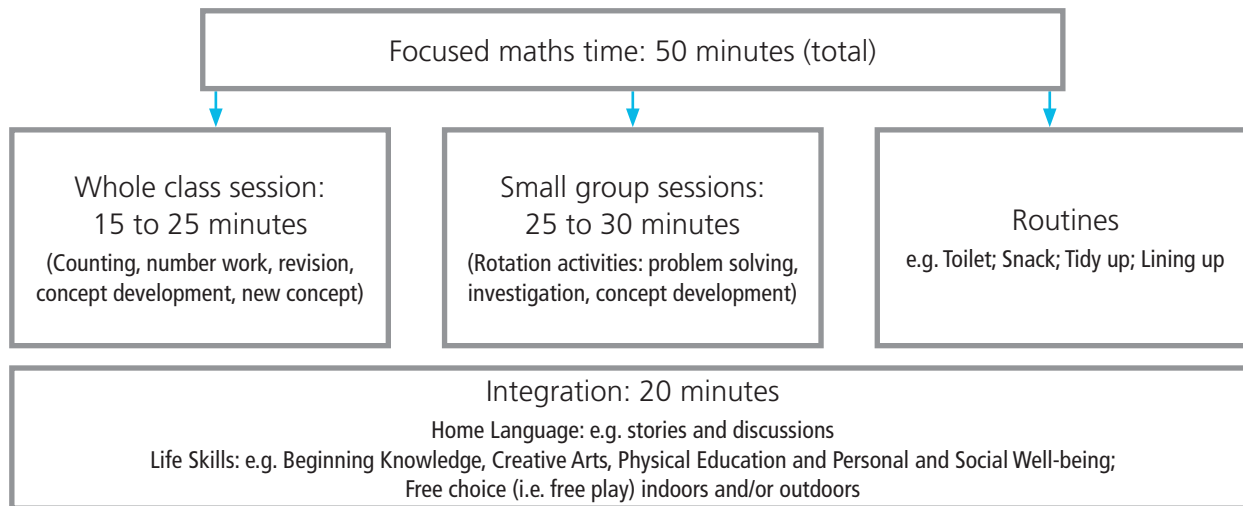 Focused maths time: 50 minutes (total)
Whole class session:
15 to 25 minutes
(Counting, number work, revision,
concept development, new concept)
Small group sessions:
25 to 30 minutes
(Rotation activities: problem solving,
investigation, concept development)
Routines
e.g. Toilet; Snack; Tidy up; Lining up
Integration: 20 minutes
Home Language: e.g. stories and discussions
Life Skills: e.g. Beginning Knowledge, Creative Arts, Physical Education and Personal and Social Well-being;
Free choice (i.e. free play) indoors and/or outdoors